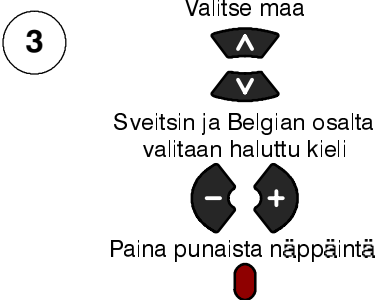 3
Valitse maa
Sveitsin ja Belgian osalta
valitaan haluttu kieli
− +
Paina punaista näppäintä